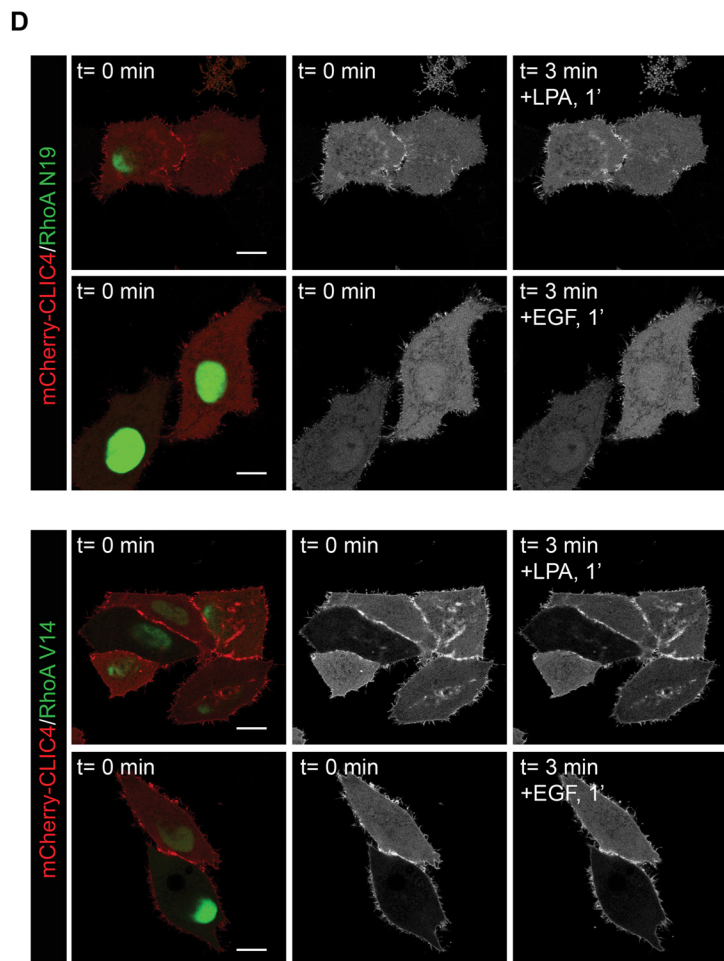 D
mCherry-CLIC4/RhoA N19
t= 0 min
t= 0 min
t= 3 min
+LPA, 1'
t= 0 min
t= 0 min
t= 3 min
+EGF, 1'
mCherry-CLIC4/RhoA V14
t= 0 min
t= 0 min
t= 3 min
+LPA, 1'
t= 0 min
t= 0 min
t= 3 min
+EGF, 1'